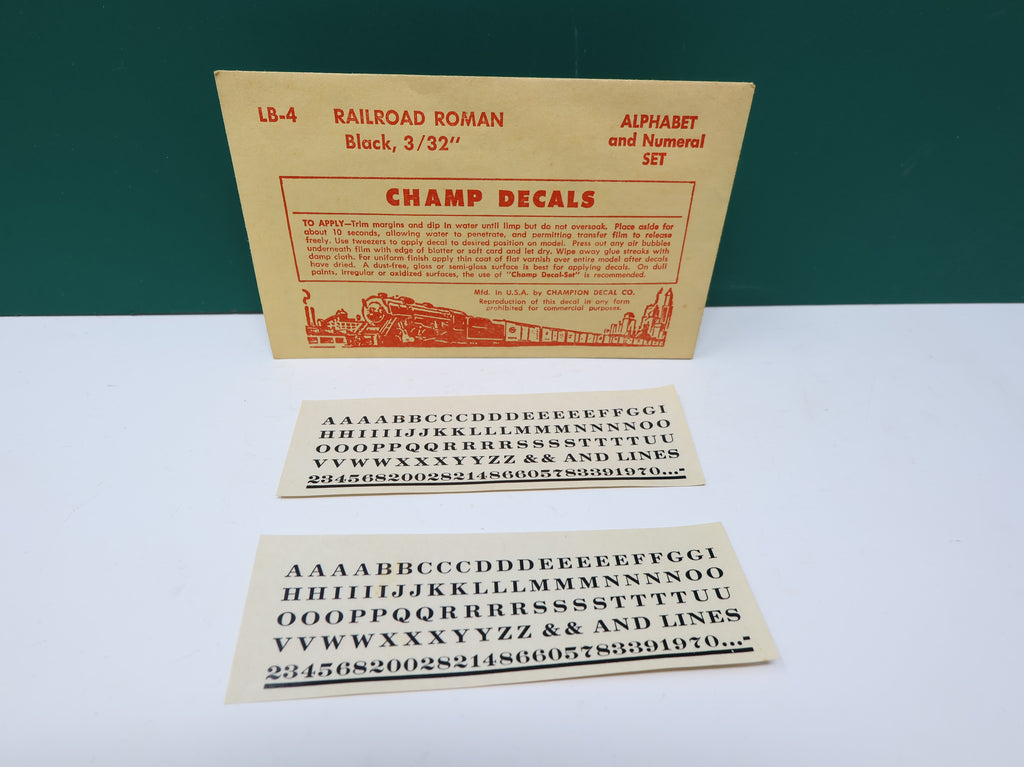 LB-4 RAILROAD ROMAN
Black, 3/32"
ALPHABET
and Numeral
SET
CHAMP DECALS
TO APPLY—Trim margins and dip in water until limp but do not oversoak. Place aside for
about 10 seconds, allowing water to penetrate, and permitting transfer film to release
freely. Use tweezers to apply decal to desired position on model. Press out any air bubbles
underneath film with edge of blotter or soft card and let dry. Wipe away glue streaks with
damp cloth. For uniform finish apply thin coat of flat varnish over entire model after decals
have dried. A dust-free, gloss or semi-gloss surface is best for applying decals. On dull
paints, irregular or oxidized surfaces, the use of "Champ Decal-Set" is recommended.
Mfd. in U.S.A. by CHAMPION DECAL CO.
Reproduction of this decal in any form
prohibited for commercial purposes.
AAAABBCCCDDDEEEEEFFGGI
HHIIIIJJKKLLLMMMNNNNOO
OOOPPQQRRRRSSSSTTTTUU
VVWWXXXYYZZ && AND LINES
2345682002821486605783391970...-
AAAABBCCCDDDEEEEEFFGGI
HHIIIIJJKKLLLMMMNNNNOO
OOOPPQQRRRRSSSSTTTTUU
VVWWXXXYYZZ && AND LINES
2345682002821486605783391970...-